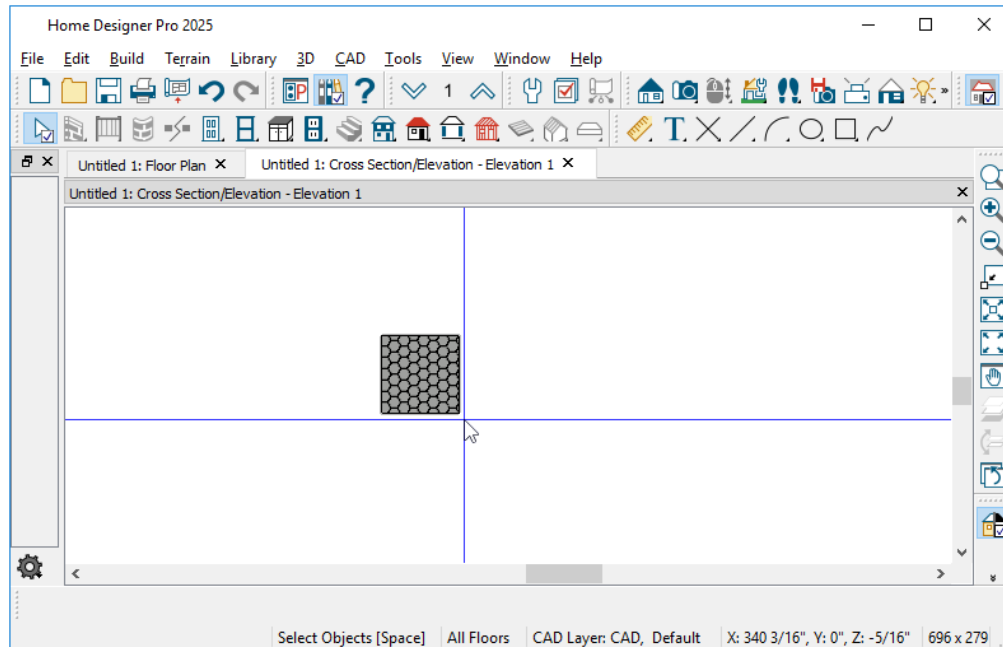 Home Designer Pro 2025
File Edit Build Terrain Library 3D CAD Tools View Window Help
1
T
Untitled 1: Floor Plan
Untitled 1: Cross Section/Elevation - Elevation 1
Untitled 1: Cross Section/Elevation - Elevation 1
Select Objects [Space] All Floors CAD Layer: CAD, Default X: 340 3/16", Y: 0", Z: -5/16" 696 x 279